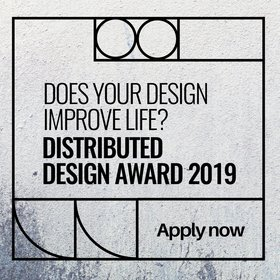 DOES YOUR DESIGN
IMPROVE LIFE?
DISTRIBUTED
DESIGN AWARD 2019
Apply now